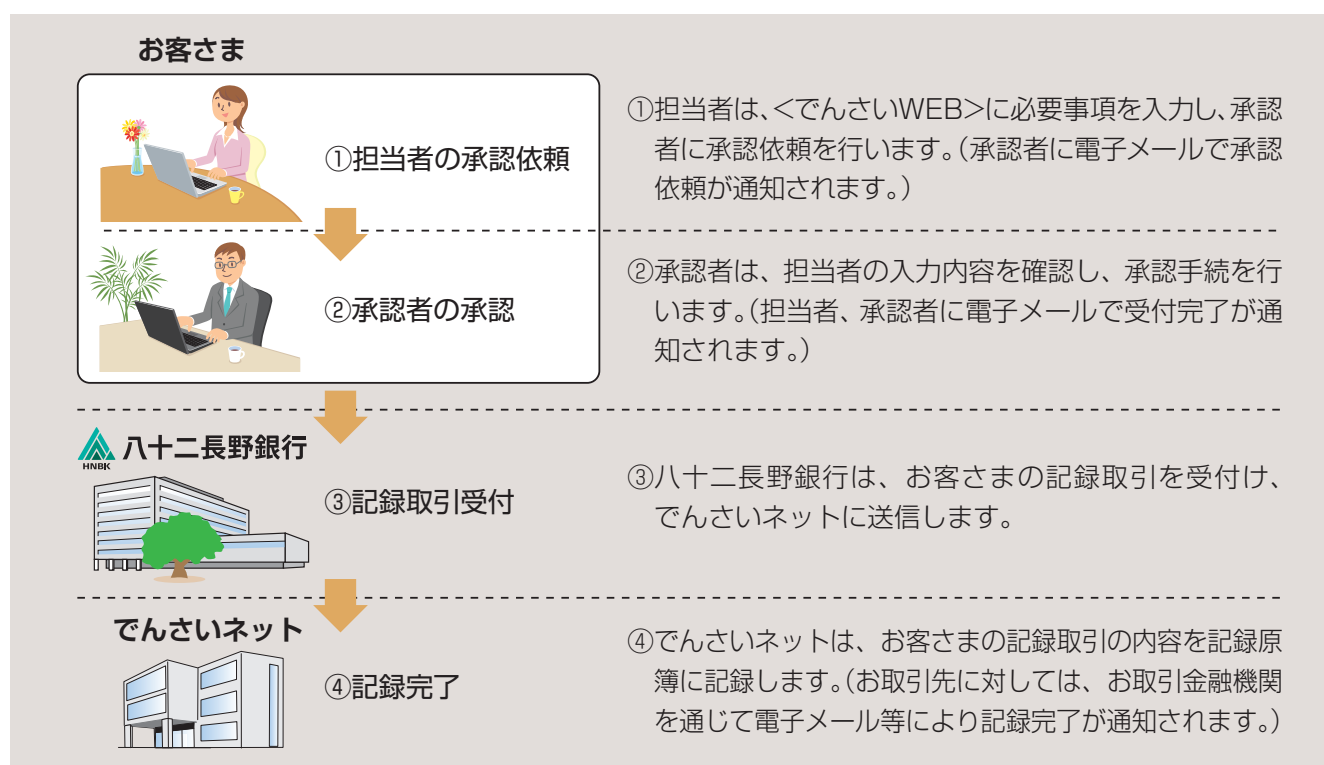 お客さま
①担当者の承認依頼
①担当者は、<でんさいWEB>に必要事項を入力し、承認
者に承認依頼を行います。(承認者に電子メールで承認
依頼が通知されます。)
②承認者の承認
②承認者は、担当者の入力内容を確認し、承認手続を行
います。(担当者、承認者に電子メールで受付完了が通
知されます。)
HNBK
八十二長野銀行
③記録取引受付
③八十二長野銀行は、お客さまの記録取引を受付け、
でんさいネットに送信します。
でんさいネット
④記録完了
④でんさいネットは、お客さまの記録取引の内容を記録原
簿に記録します。(お取引先に対しては、お取引金融機関
を通じて電子メール等により記録完了が通知されます。)